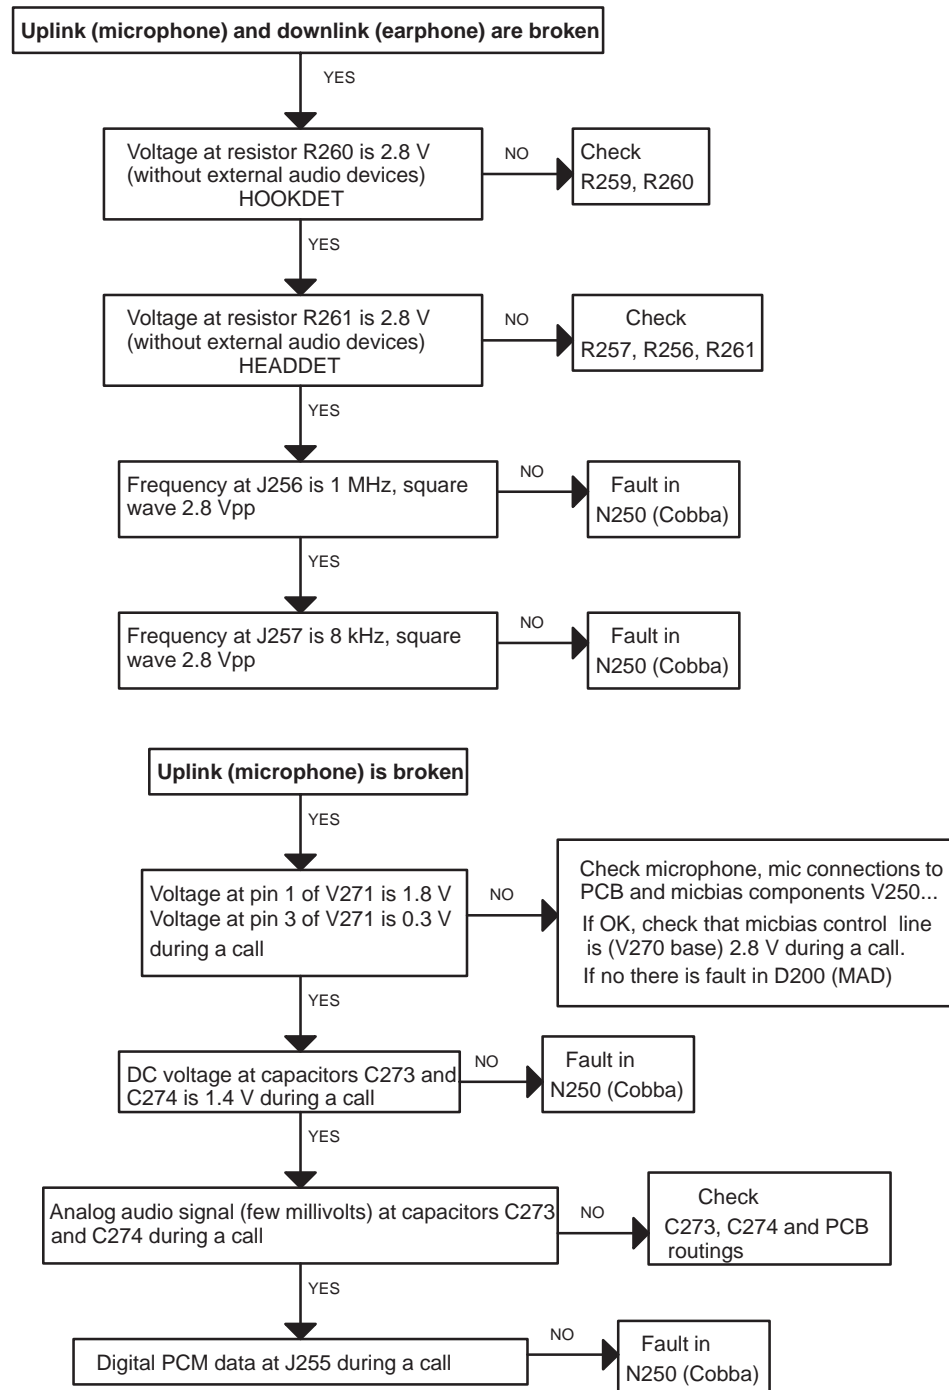 Uplink (microphone) and downlink (earphone) are broken
YES
Voltage at resistor R260 is 2.8 V
(without external audio devices)
HOOKDET
NO
Check
R259, R260
YES
Voltage at resistor R261 is 2.8 V
(without external audio devices)
HEADDET
NO
Check
R257, R256, R261
YES
Frequency at J256 is 1 MHz, square
wave 2.8 Vpp
NO
Fault in
N250 (Cobba)
YES
Frequency at J257 is 8 kHz, square
wave 2.8 Vpp
NO
Fault in
N250 (Cobba)
Uplink (microphone) is broken
YES
Voltage at pin 1 of V271 is 1.8 V
Voltage at pin 3 of V271 is 0.3 V
during a call
NO
Check microphone, mic connections to
PCB and micbias components V250...
If OK, check that micbias control line
is (V270 base) 2.8 V during a call.
If no there is fault in D200 (MAD)
YES
DC voltage at capacitors C273 and
C274 is 1.4 V during a call
NO
Fault in
N250 (Cobba)
YES
Analog audio signal (few millivolts) at capacitors C273
and C274 during a call
NO
Check
C273, C274 and PCB
routings
YES
Digital PCM data at J255 during a call
NO
Fault in
N250 (Cobba)